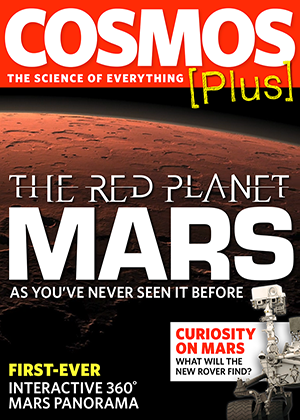 COSMOS
THE SCIENCE OF EVERYTHING
[Plus]
THE RED PLANET
MARS
AS YOU'VE NEVER SEEN IT BEFORE
CURIOSITY
ON MARS
WHAT WILL THE
NEW ROVER FIND?
FIRST-EVER
INTERACTIVE 360°
MARS PANORAMA